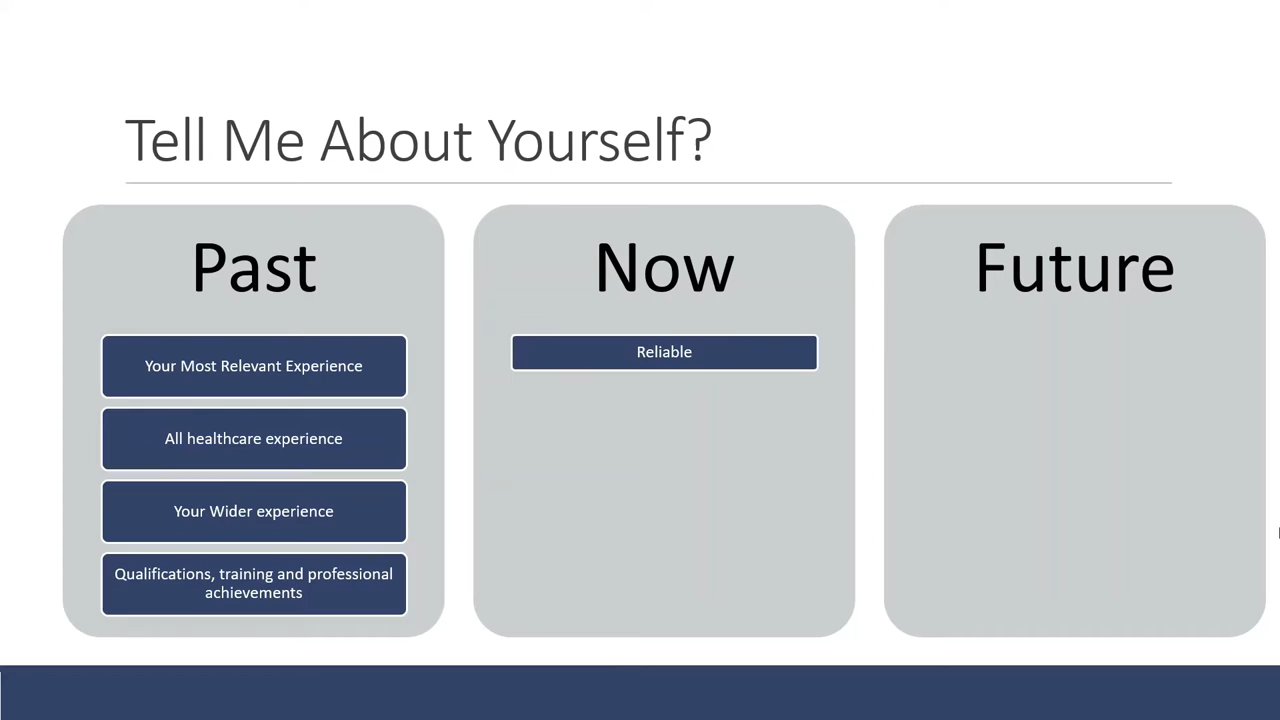 Tell Me About Yourself?
Past
Your Most Relevant Experience
All healthcare experience
Your Wider experience
Qualifications, training and professional
achievements
Now
Reliable
Future